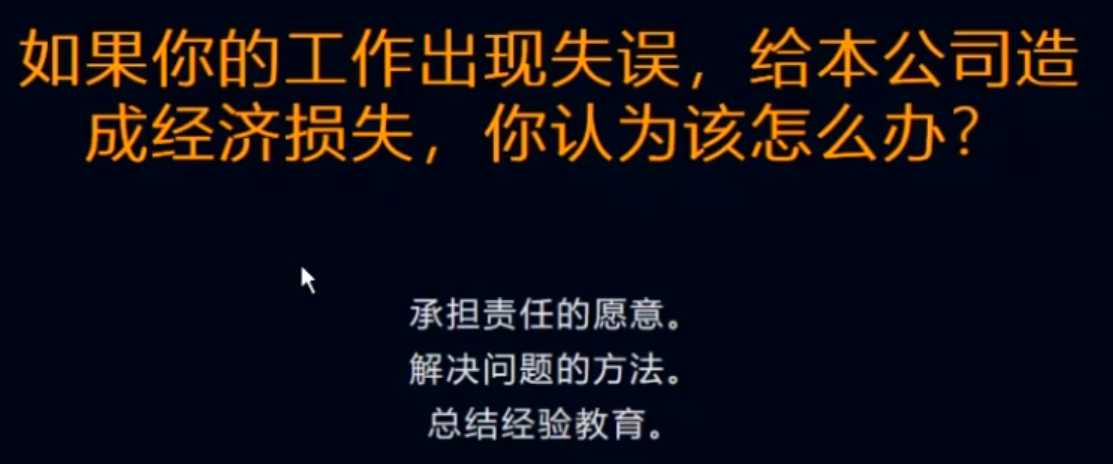 如果你的工作出现失误，给本公司造
成经济损失，你认为该怎么办？
承担责任的愿意。
解决问题的方法。
总结经验教育。